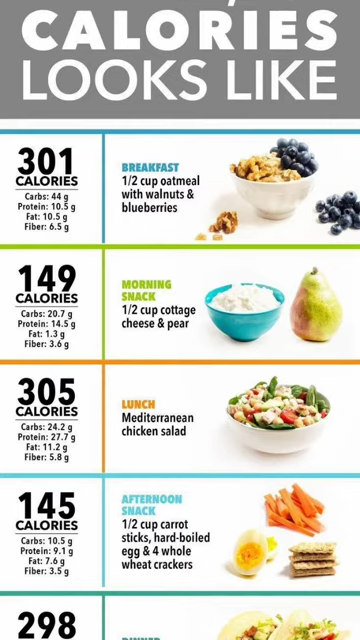 CALORIES
LOOKS LIKE
301
CALORIES
Carbs: 44 g
Protein: 10.5 g
Fat: 10.5 g
Fiber: 6.5 g
BREAKFAST
1/2 cup oatmeal
with walnuts &
blueberries
149
CALORIES
Carbs: 20.7 g
Protein: 14.5 g
Fat: 1.3 g
Fiber: 3.6 g
MORNING
SNACK
1/2 cup cottage
cheese & pear
305
CALORIES
Carbs: 24.2 g
Protein: 27.7 g
Fat: 11.2 g
Fiber: 5.8 g
LUNCH
Mediterranean
chicken salad
145
CALORIES
Carbs: 10.5 g
Protein: 9.1 g
Fat: 7.6 g
Fiber: 3.5 g
AFTERNOON
SNACK
1/2 cup carrot
sticks, hard-boiled
egg & 4 whole
wheat crackers
298
DINNER